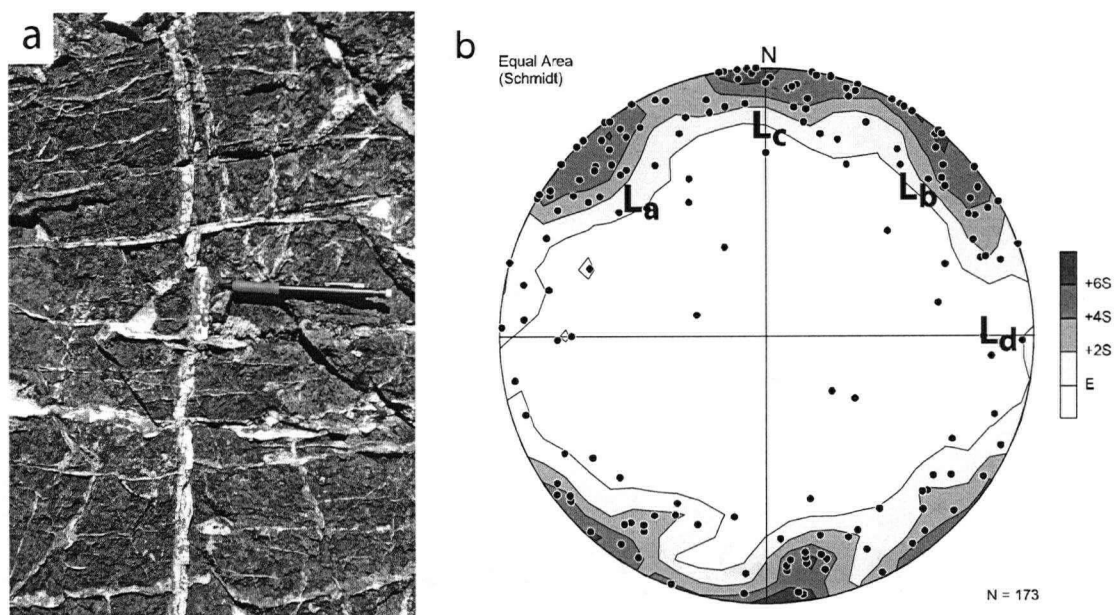 a
b
Equal Area
(Schmidt)
N
Lc
La
Lb
Ld
+6S
+4S
+2S
E
N = 173